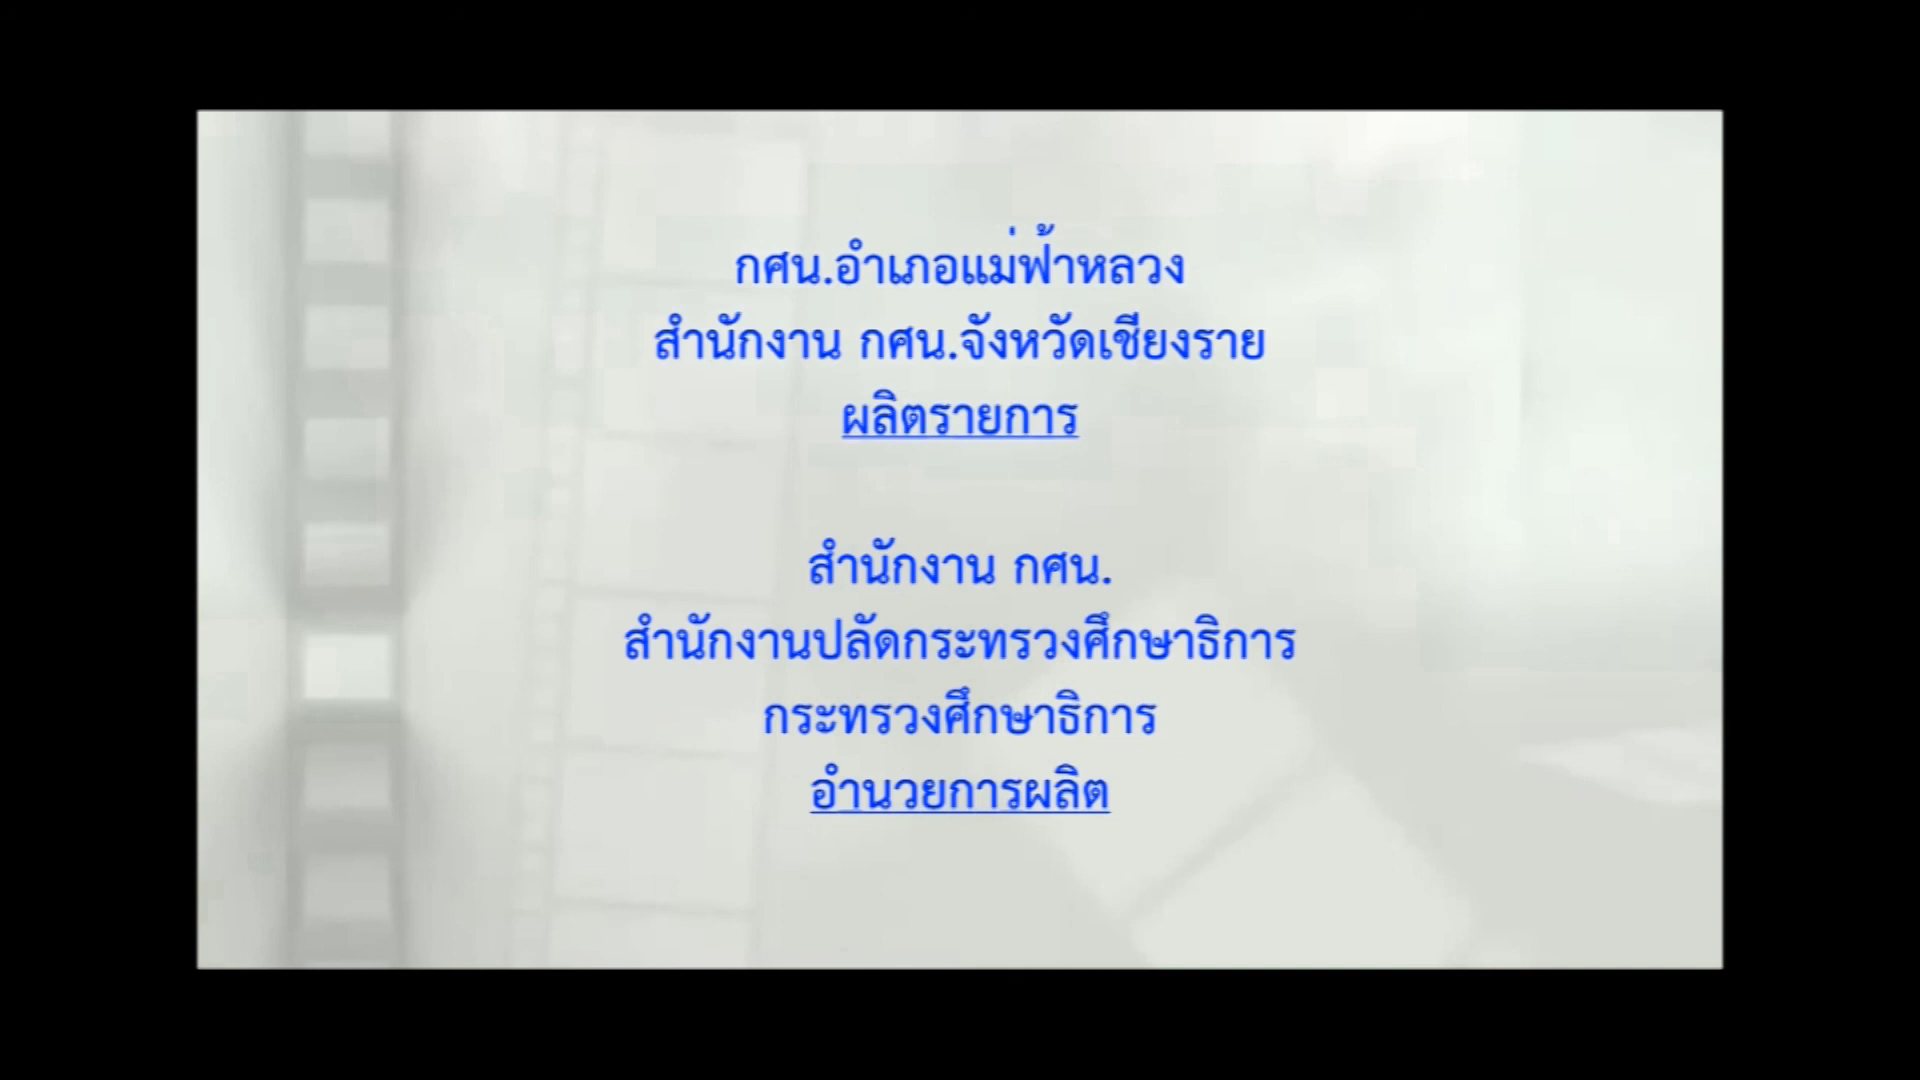 กศน.อำเภอแม่ฟ้าหลวง
สำนักงาน กศน.จังหวัดเชียงราย
ผลิตรายการ
สำนักงาน กศน.
สำนักงานปลัดกระทรวงศึกษาธิการ
กระทรวงศึกษาธิการ
อำนวยการผลิต